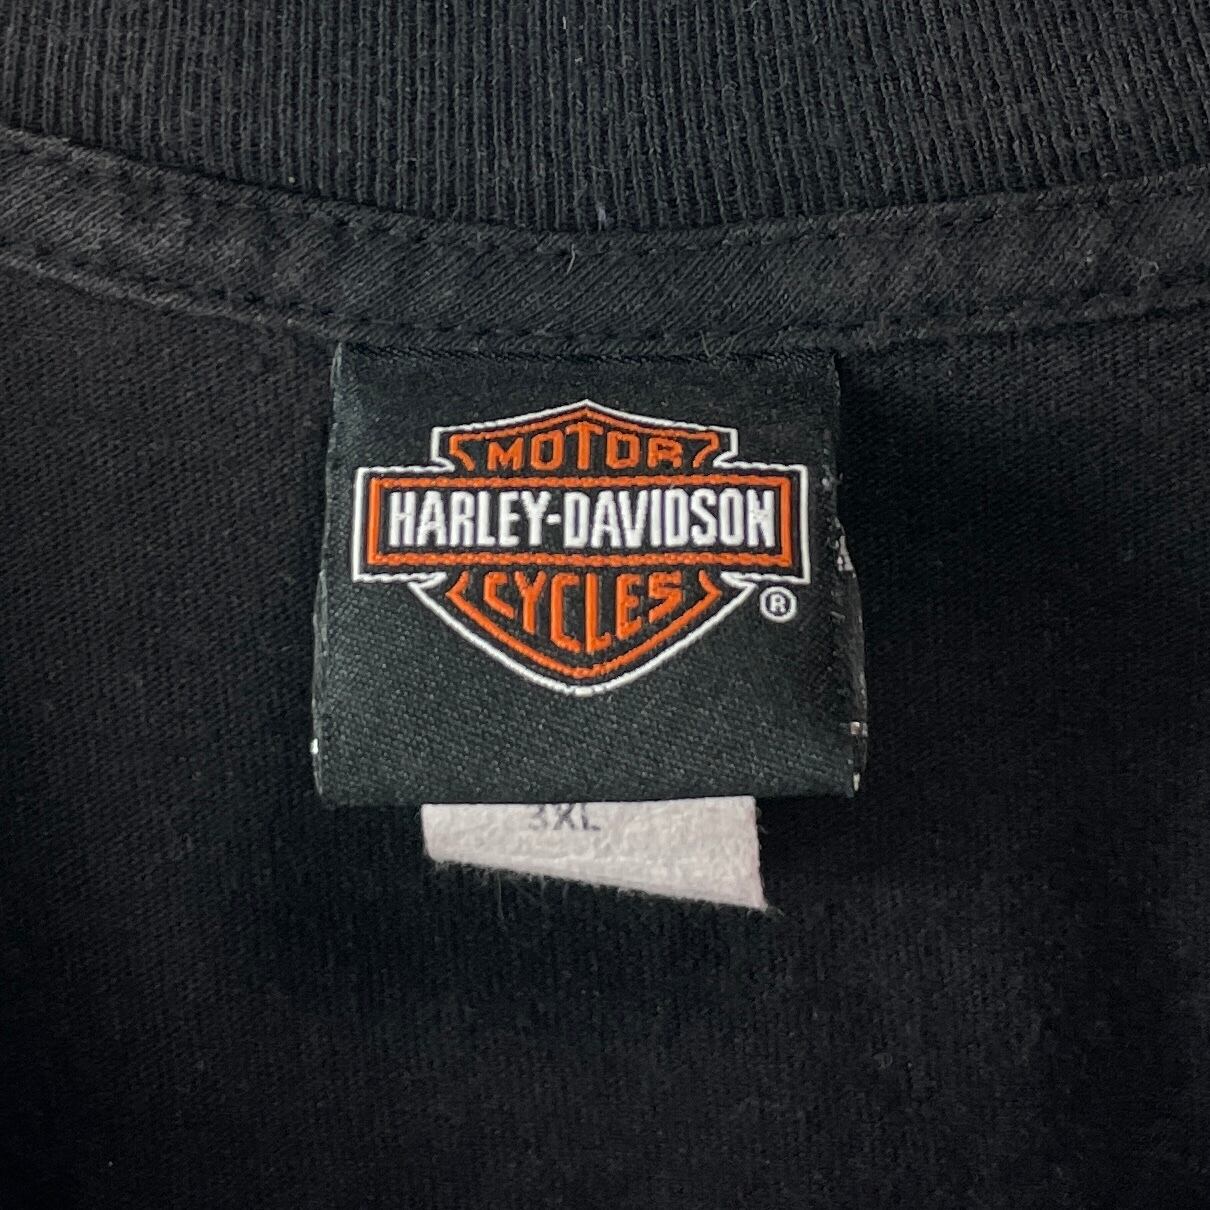 MOTOR
HARLEY-DAVIDSON
CYCLES
®
3XL